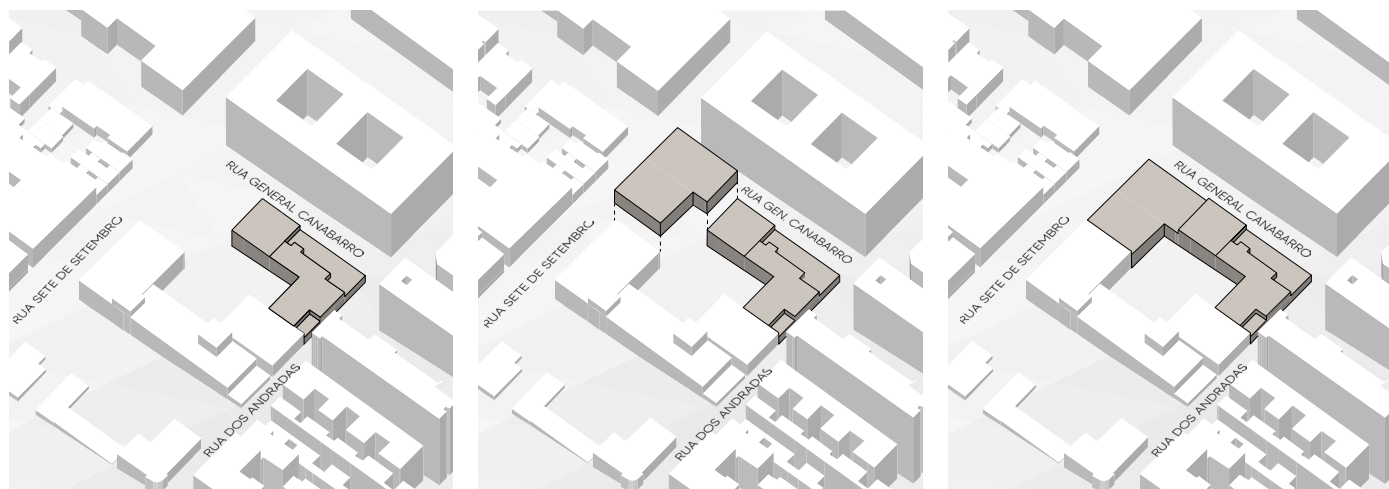 RUA GENERAL CANABARRO
RUA SETE DE SETEMBRO
RUA DOS ANDRADAS
RUA GEN. CANABARRO
RUA SETE DE SETEMBRO
RUA DOS ANDRADAS
RUA GENERAL CANABARRO
RUA SETE DE SETEMBRO
RUA DOS ANDRADAS